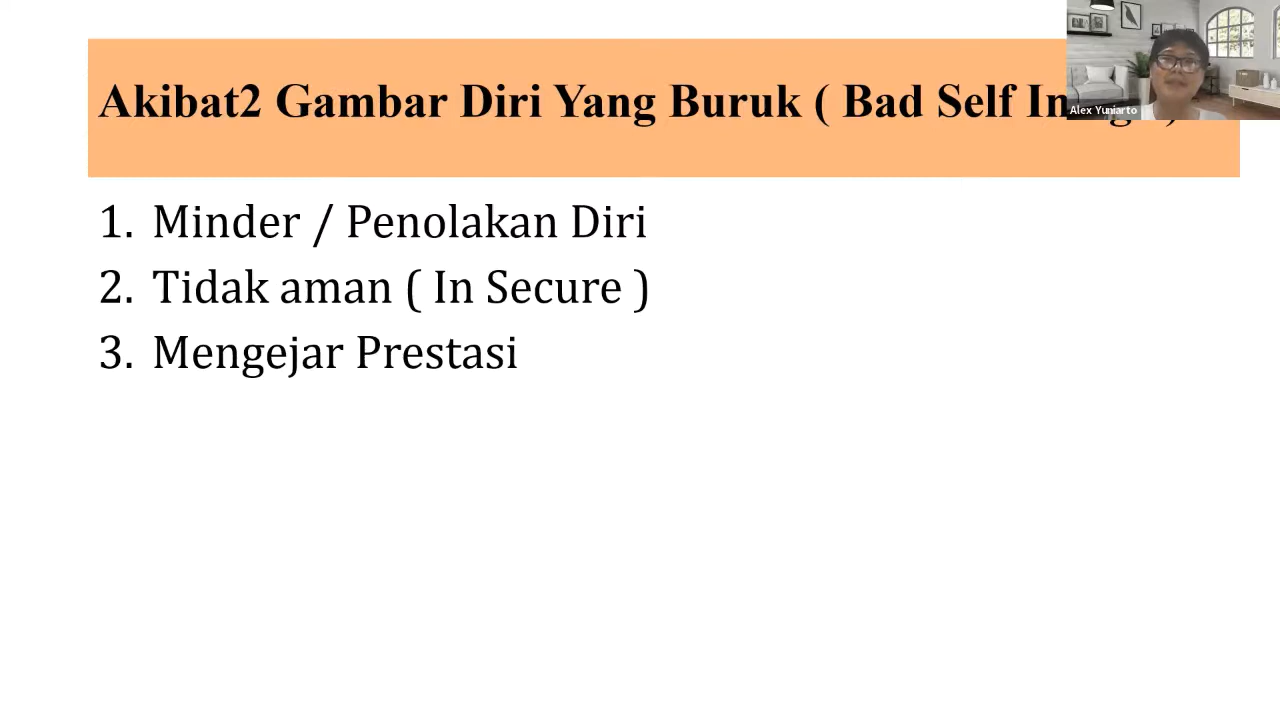 Akibat2 Gambar Diri Yang Buruk ( Bad Self
Alex Yuniarto
1. Minder / Penolakan Diri
2. Tidak aman ( In Secure )
3. Mengejar Prestasi